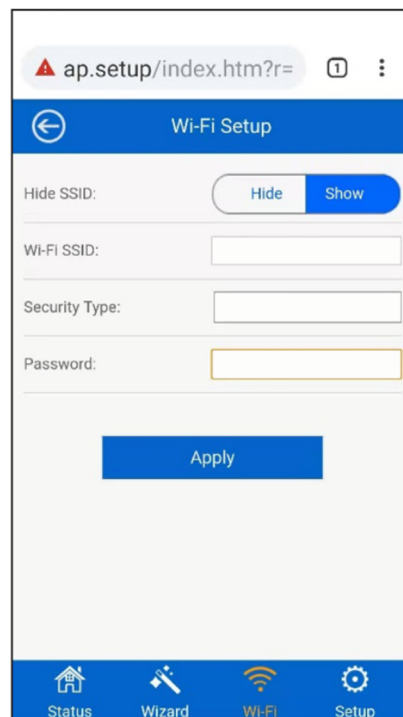 ap.setup/index.htm?r=
1
Wi-Fi Setup
Hide SSID:
Hide
Show
Wi-Fi SSID:
Security Type:
Password:
Apply
Status
Wizard
Wi-Fi
Setup